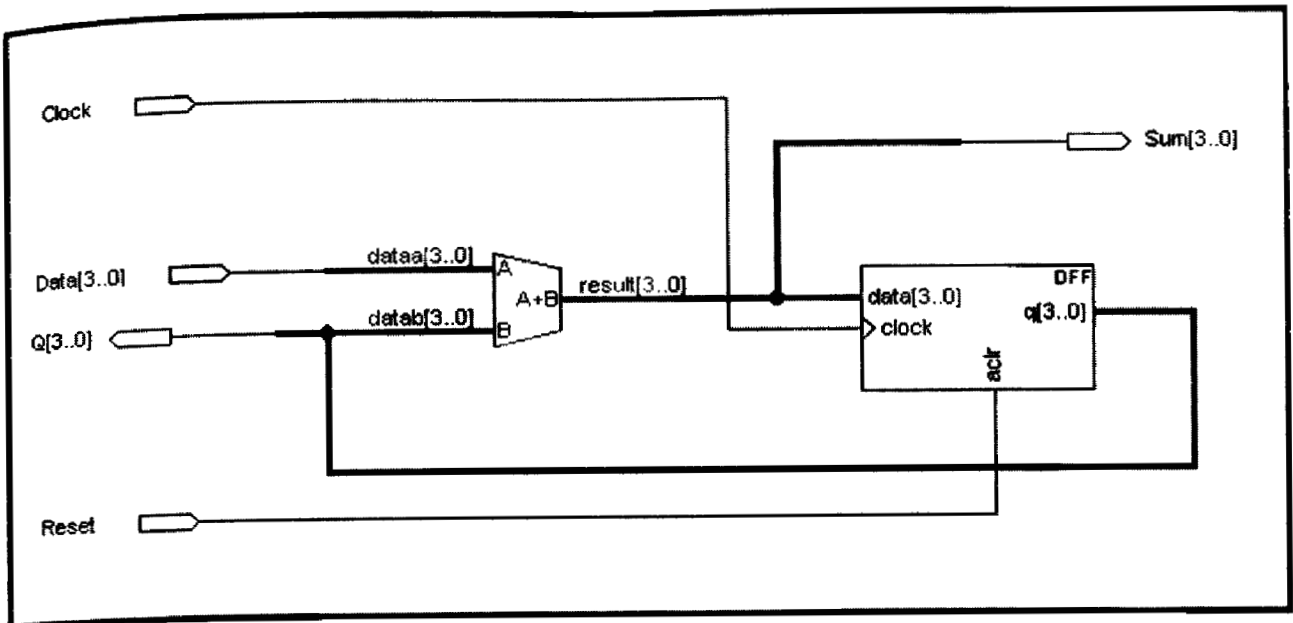 Clock
Sum[3..0]
dataa[3..0]
Data[3..0]
A
A+B
result[3..0]
datab[3..0]
B
Q[3..0]
DFF
data[3..0]
q[3..0]
clock
aclr
Reset